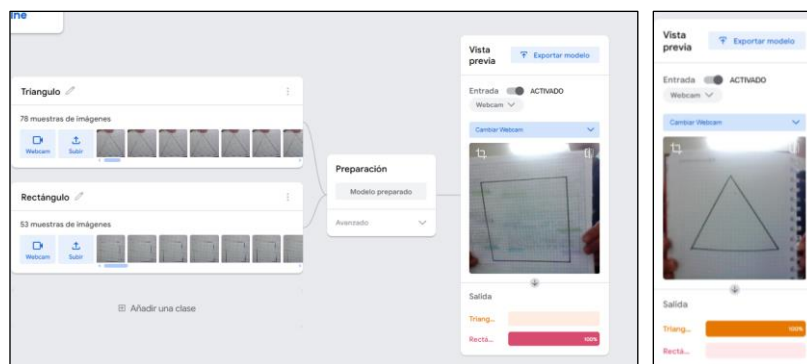 ine
Triangulo
78 muestras de imágenes
Webcam
Subir
Rectángulo
53 muestras de imágenes
Webcam
Subir
Añadir una clase
Preparación
Modelo preparado
Avanzado
Vista previa
Exportar modelo
Entrada
ACTIVADO
Webcam
Cambiar Webcam
Salida
Triang...
Rectá...
100%
Vista previa
Exportar modelo
Entrada
ACTIVADO
Webcam
Cambiar Webcam
Salida
Triang...
100%
Rectá...